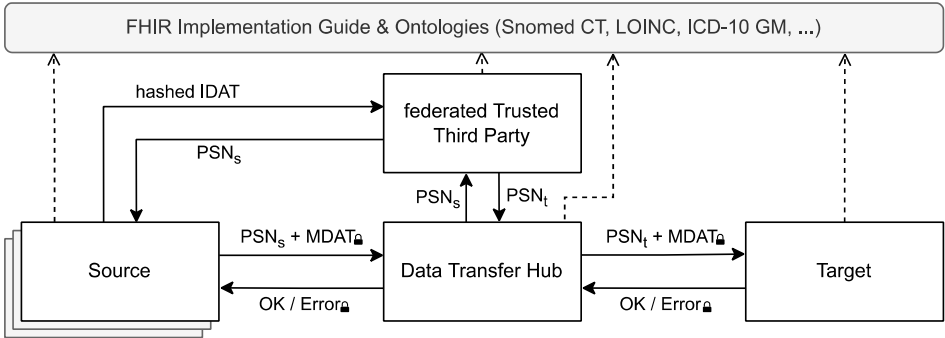 FHIR Implementation Guide & Ontologies (Snomed CT, LOINC, ICD-10 GM, ...)
hashed IDAT
federated Trusted
Third Party
PSNs
PSNs
PSNt
PSNs + MDAT
PSNt + MDAT
Source
Data Transfer Hub
Target
OK / Error
OK / Error